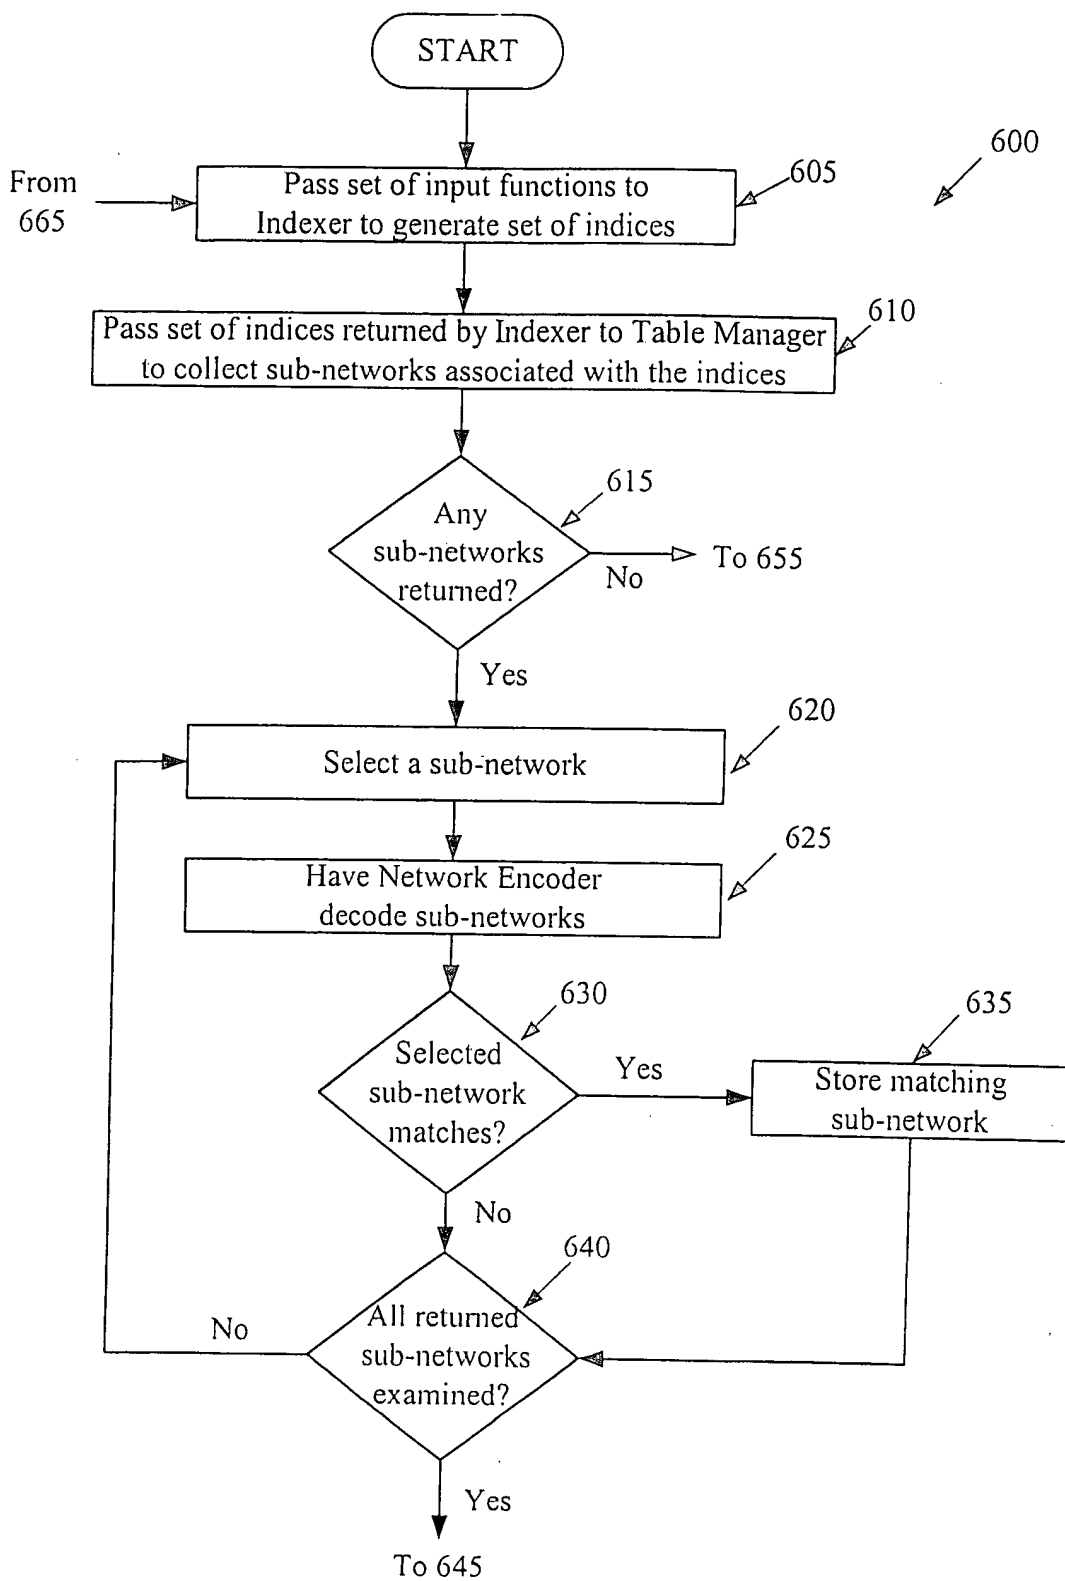 START
600
From
665
Pass set of input functions to
Indexer to generate set of indices
605
Pass set of indices returned by Indexer to Table Manager
to collect sub-networks associated with the indices
610
Any
sub-networks
returned?
615
No
To 655
Yes
Select a sub-network
620
Have Network Encoder
decode sub-networks
625
Selected
sub-network
matches?
630
Yes
Store matching
sub-network
635
No
All returned
sub-networks
examined?
640
No
Yes
To 645